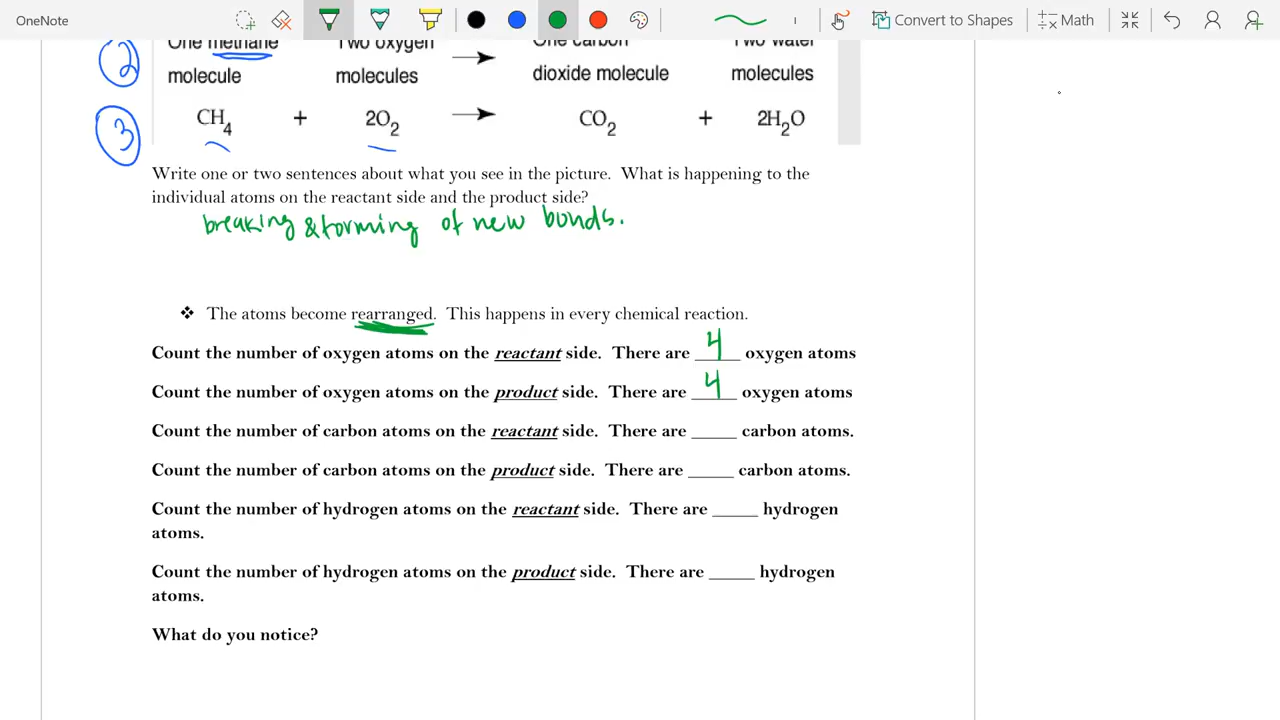 OneNote
Convert to Shapes
Math
2
One methane
Two oxygen
One carbon
Two water
molecule
molecules
dioxide molecule
molecules
3
CH4 + 2O2 → CO2 + 2H2O
Write one or two sentences about what you see in the picture. What is happening to the
individual atoms on the reactant side and the product side?
breaking & forming of new bonds.
❖ The atoms become rearranged. This happens in every chemical reaction.
Count the number of oxygen atoms on the reactant side. There are 4 oxygen atoms
Count the number of oxygen atoms on the product side. There are 4 oxygen atoms
Count the number of carbon atoms on the reactant side. There are _____ carbon atoms.
Count the number of carbon atoms on the product side. There are _____ carbon atoms.
Count the number of hydrogen atoms on the reactant side. There are _____ hydrogen
atoms.
Count the number of hydrogen atoms on the product side. There are _____ hydrogen
atoms.
What do you notice?